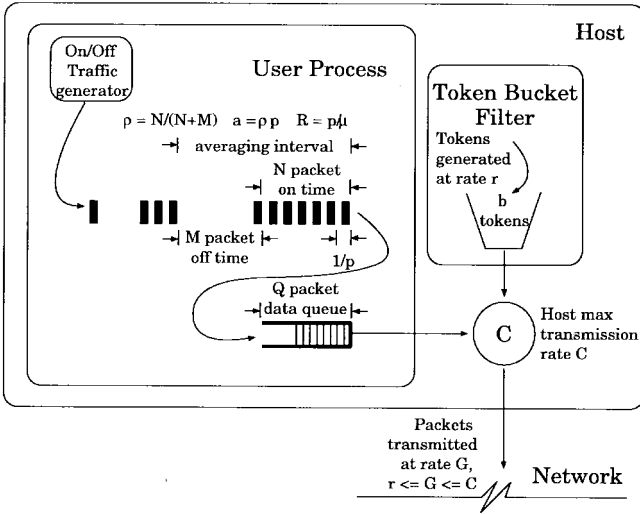 Host
On/Off
Traffic
generator
User Process
ρ = N/(N+M) a = ρ p R = p/μ
averaging interval
N packet
on time
M packet
off time
1/p
Q packet
data queue
Token Bucket
Filter
Tokens
generated
at rate r
b
tokens
C
Host max
transmission
rate C
Packets
transmitted
at rate G,
r <= G <= C
Network